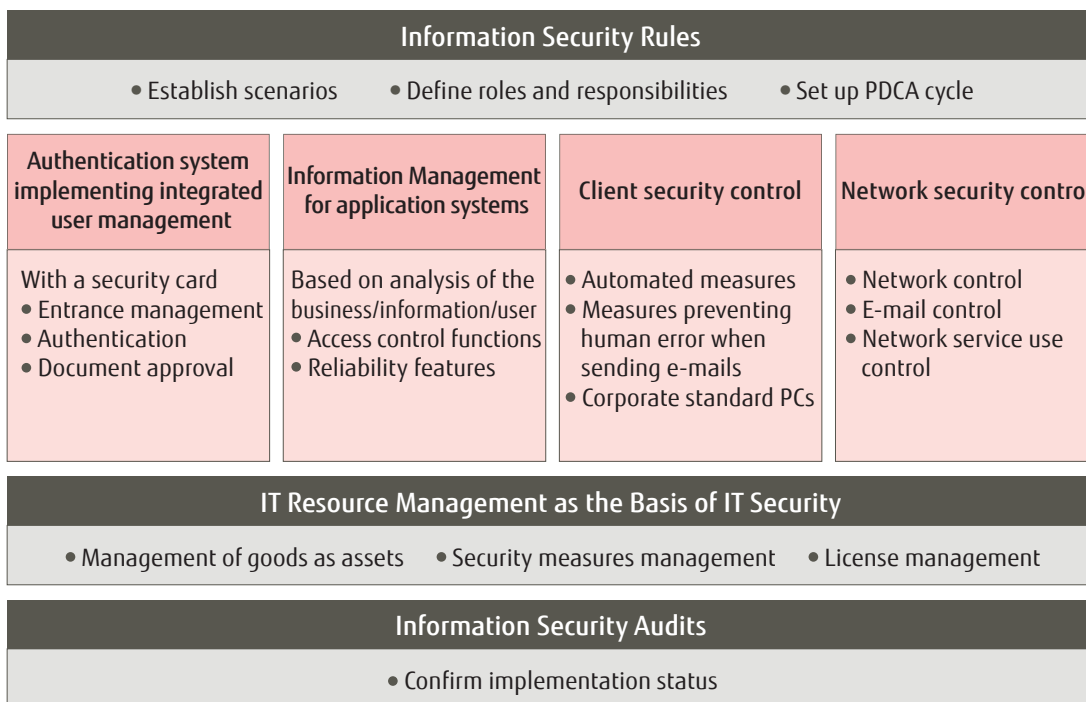 Information Security Rules
• Establish scenarios • Define roles and responsibilities • Set up PDCA cycle
Authentication system
implementing integrated
user management
With a security card
• Entrance management
• Authentication
• Document approval
Information Management
for application systems
Based on analysis of the
business/information/user
• Access control functions
• Reliability features
Client security control
• Automated measures
• Measures preventing
human error when
sending e-mails
• Corporate standard PCs
Network security control
• Network control
• E-mail control
• Network service use
control
IT Resource Management as the Basis of IT Security
• Management of goods as assets • Security measures management • License management
Information Security Audits
• Confirm implementation status